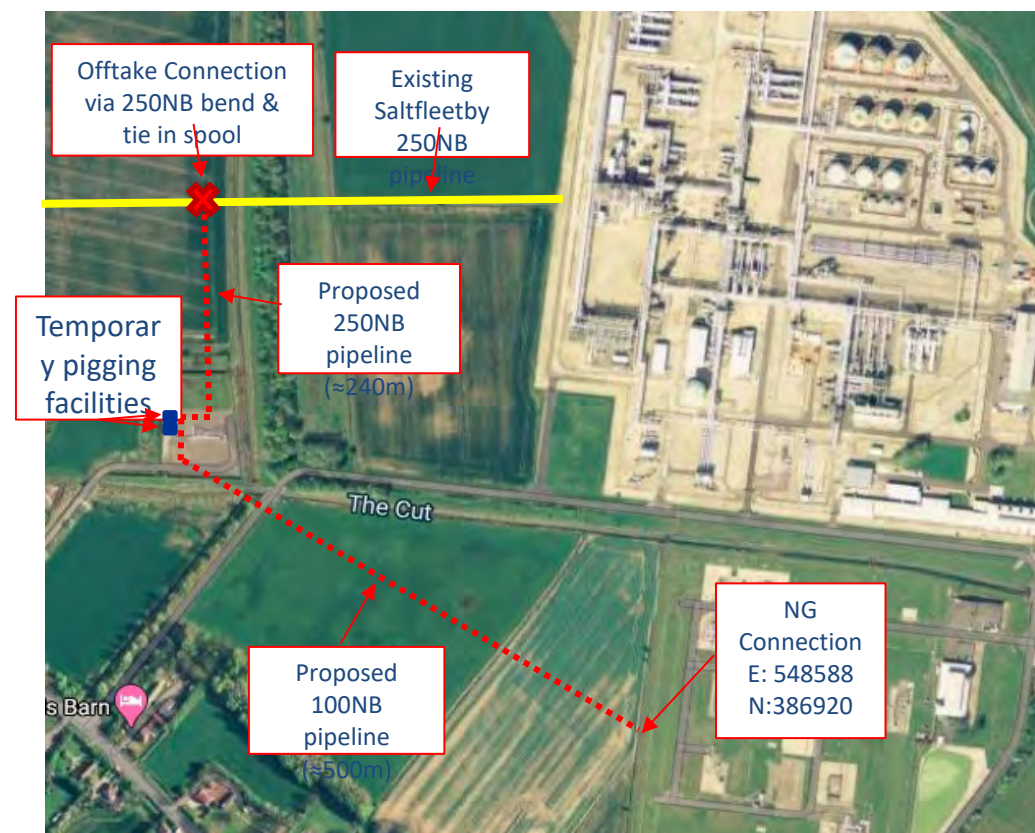 Offtake Connection
via 250NB bend &
tie in spool
Existing
Saltfleetby
250NB
pipeline
Proposed
250NB
pipeline
(≈240m)
Temporar
y pigging
facilities
The Cut
NG
Connection
E: 548588
N:386920
Proposed
100NB
pipeline
(≈500m)
s Barn